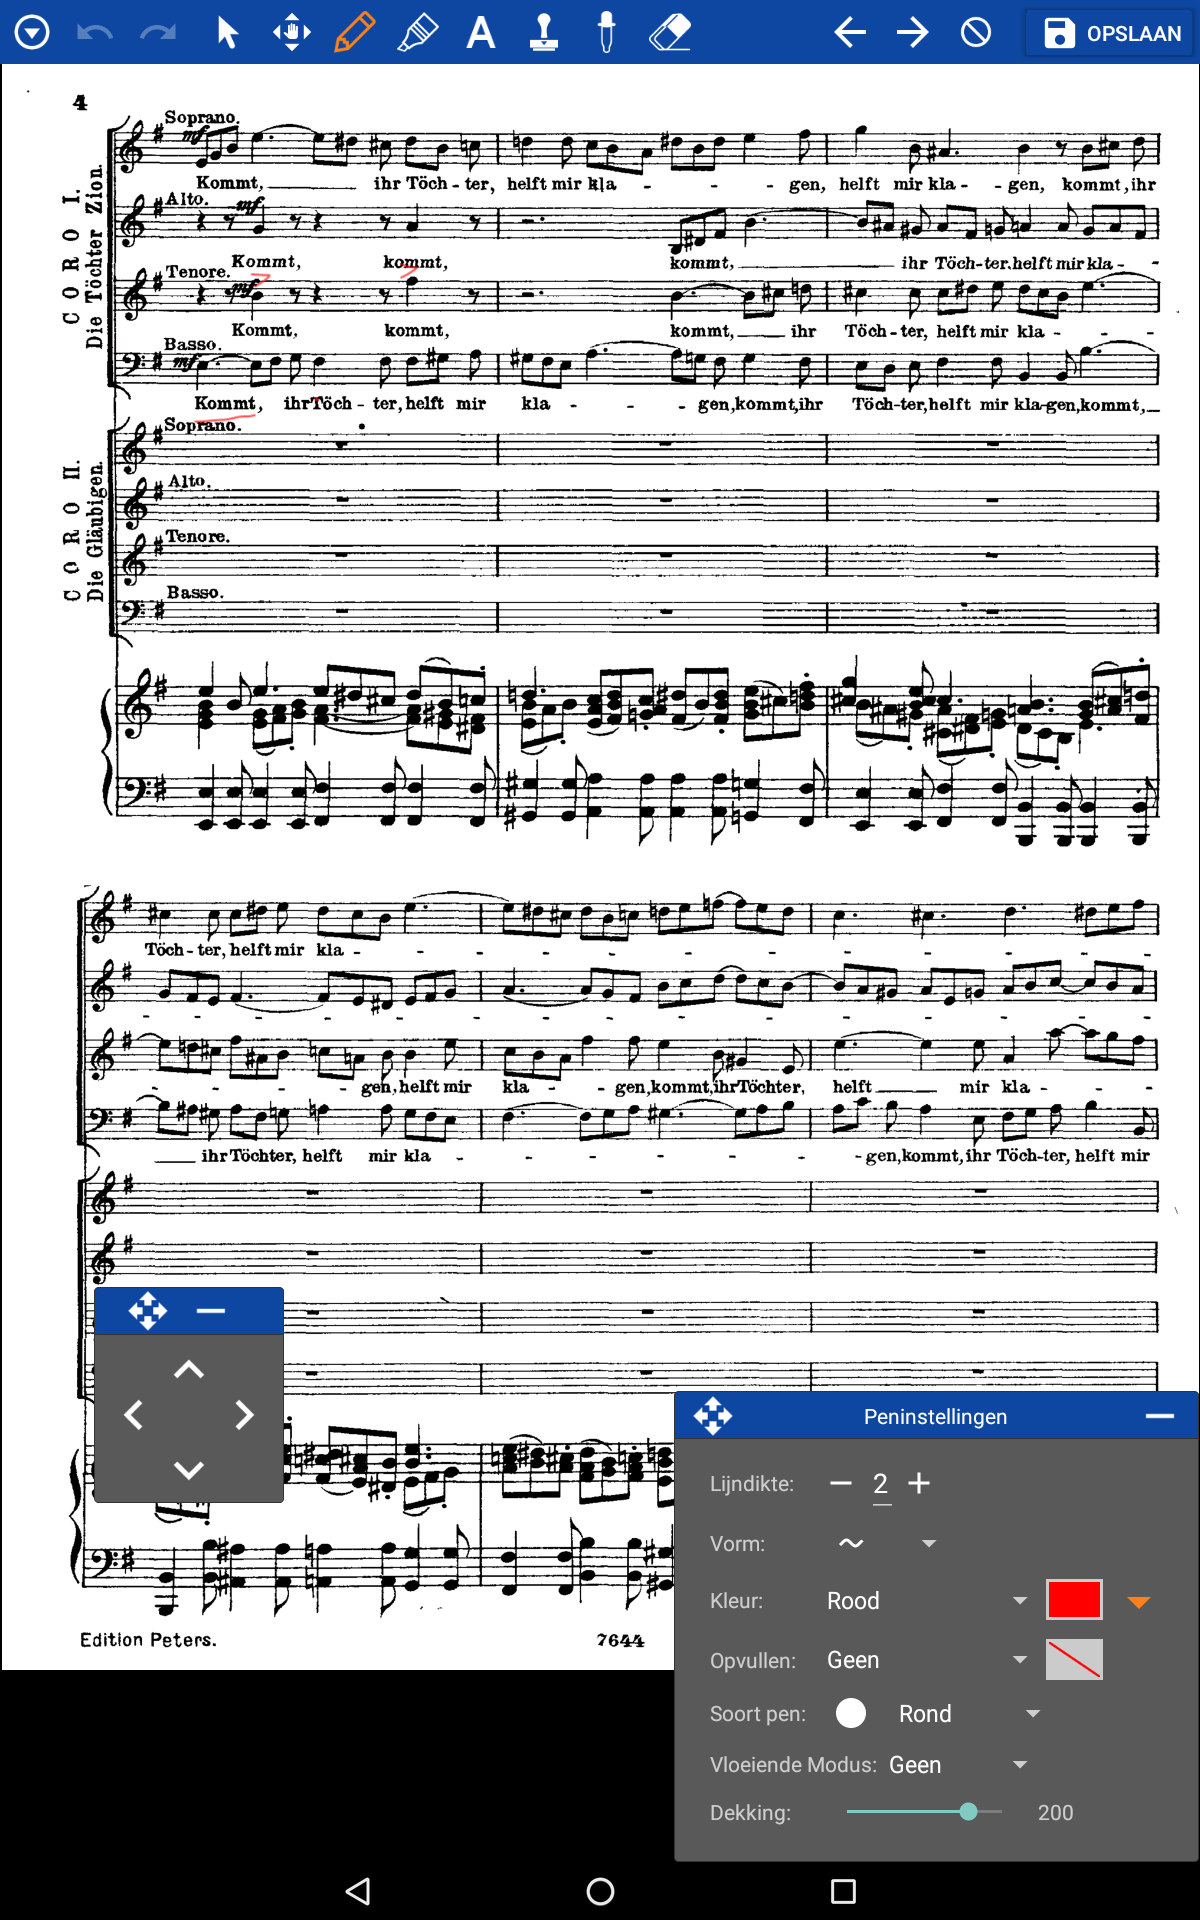 A OPSLAAN
4
CORO I.
Die Töchter Zion.
Soprano.
mf
Kommt, ihr Töch - ter, helft mir kla - - - - gen, helft mir kla - - gen, kommt, ihr
Alto.
mf
Kommt, kommt, kommt, ihr Töch - ter. helft mir kla - -
Tenore.
mf
Kommt, kommt, kommt, ihr Töch - ter, helft mir kla - - - -
Basso.
mf
Kommt, ihr Töch - ter, helft mir kla - - - - gen, kommt, ihr Töch - ter, helft mir kla - gen, kommt,
CORO II.
Die Gläubigen.
Soprano.
Alto.
Tenore.
Basso.
Töch - ter, helft mir kla - - - - - - - - - - - -
- - - - - - - - - - - -
- - - - - gen, helft mir kla - - - gen, kommt, ihr Töchter, helft mir kla - - - -
ihr Töchter, helft mir kla - - - - - - - - gen, kommt, ihr Töch - ter, helft mir
Peninstellingen
Lijndikte: 2
Vorm:
Kleur: Rood
Opvullen: Geen
Soort pen: Rond
Vloeiende Modus: Geen
Dekking: 200
Edition Peters. 7644